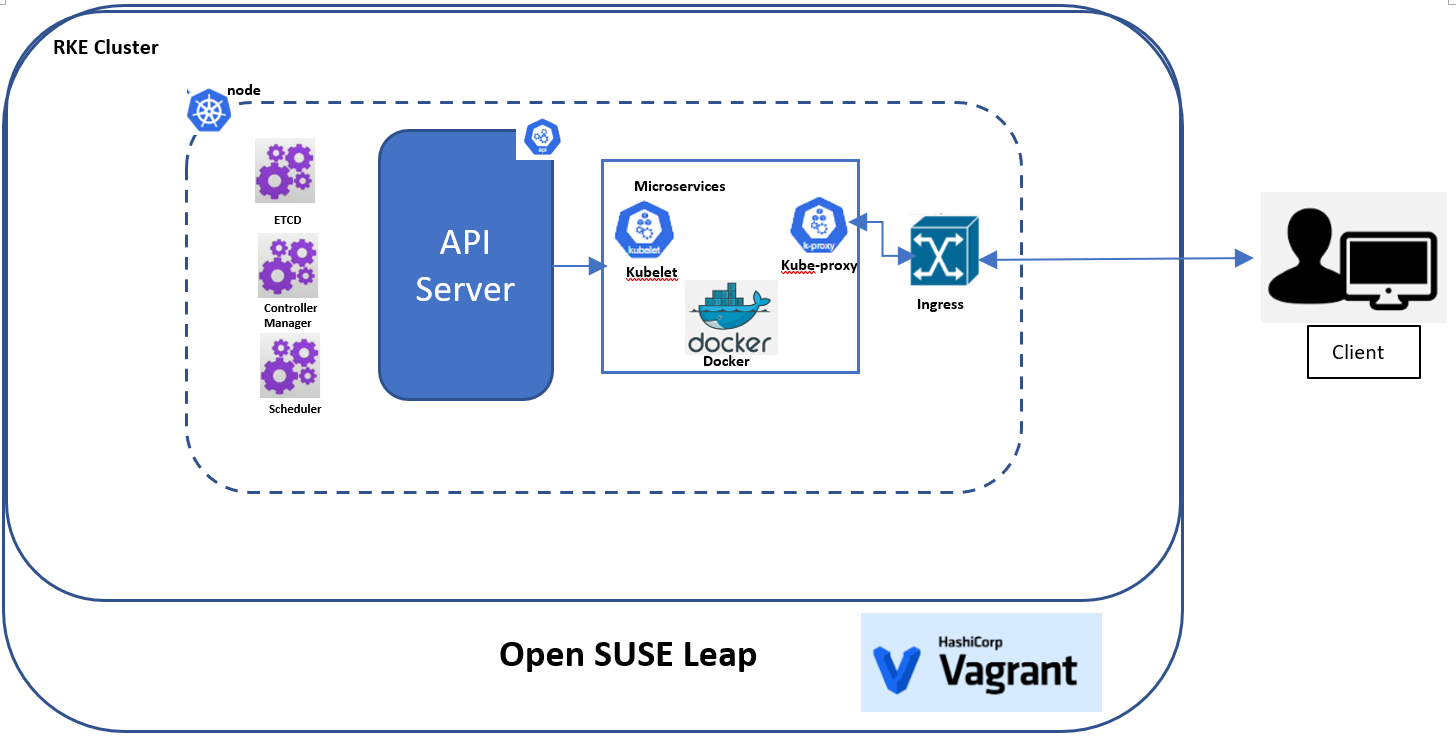 RKE Cluster
node
ETCD
Controller
Manager
Scheduler
API
Server
api
Microservices
kubelet
Kubelet
k-proxy
Kube-proxy
docker
Docker
Ingress
Client
Open SUSE Leap
HashiCorp
Vagrant